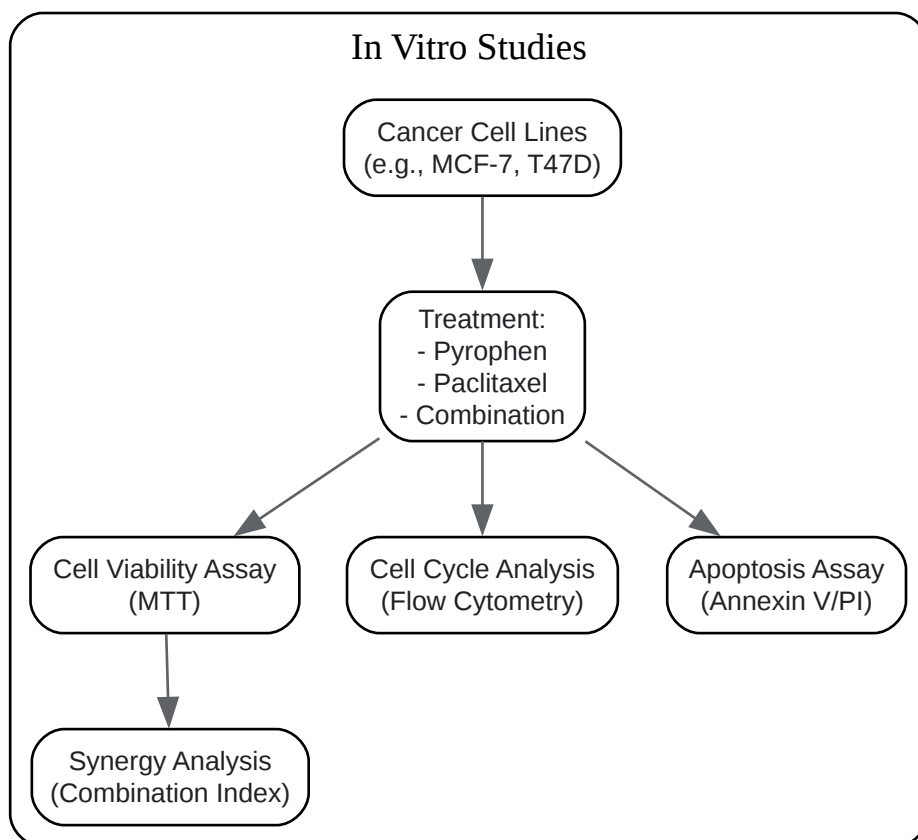 In Vitro Studies
Cancer Cell Lines
(e.g., MCF-7, T47D)
Treatment:
- Pyrophen
- Paclitaxel
- Combination
Cell Viability Assay
(MTT)
Cell Cycle Analysis
(Flow Cytometry)
Apoptosis Assay
(Annexin V/PI)
Synergy Analysis
(Combination Index)